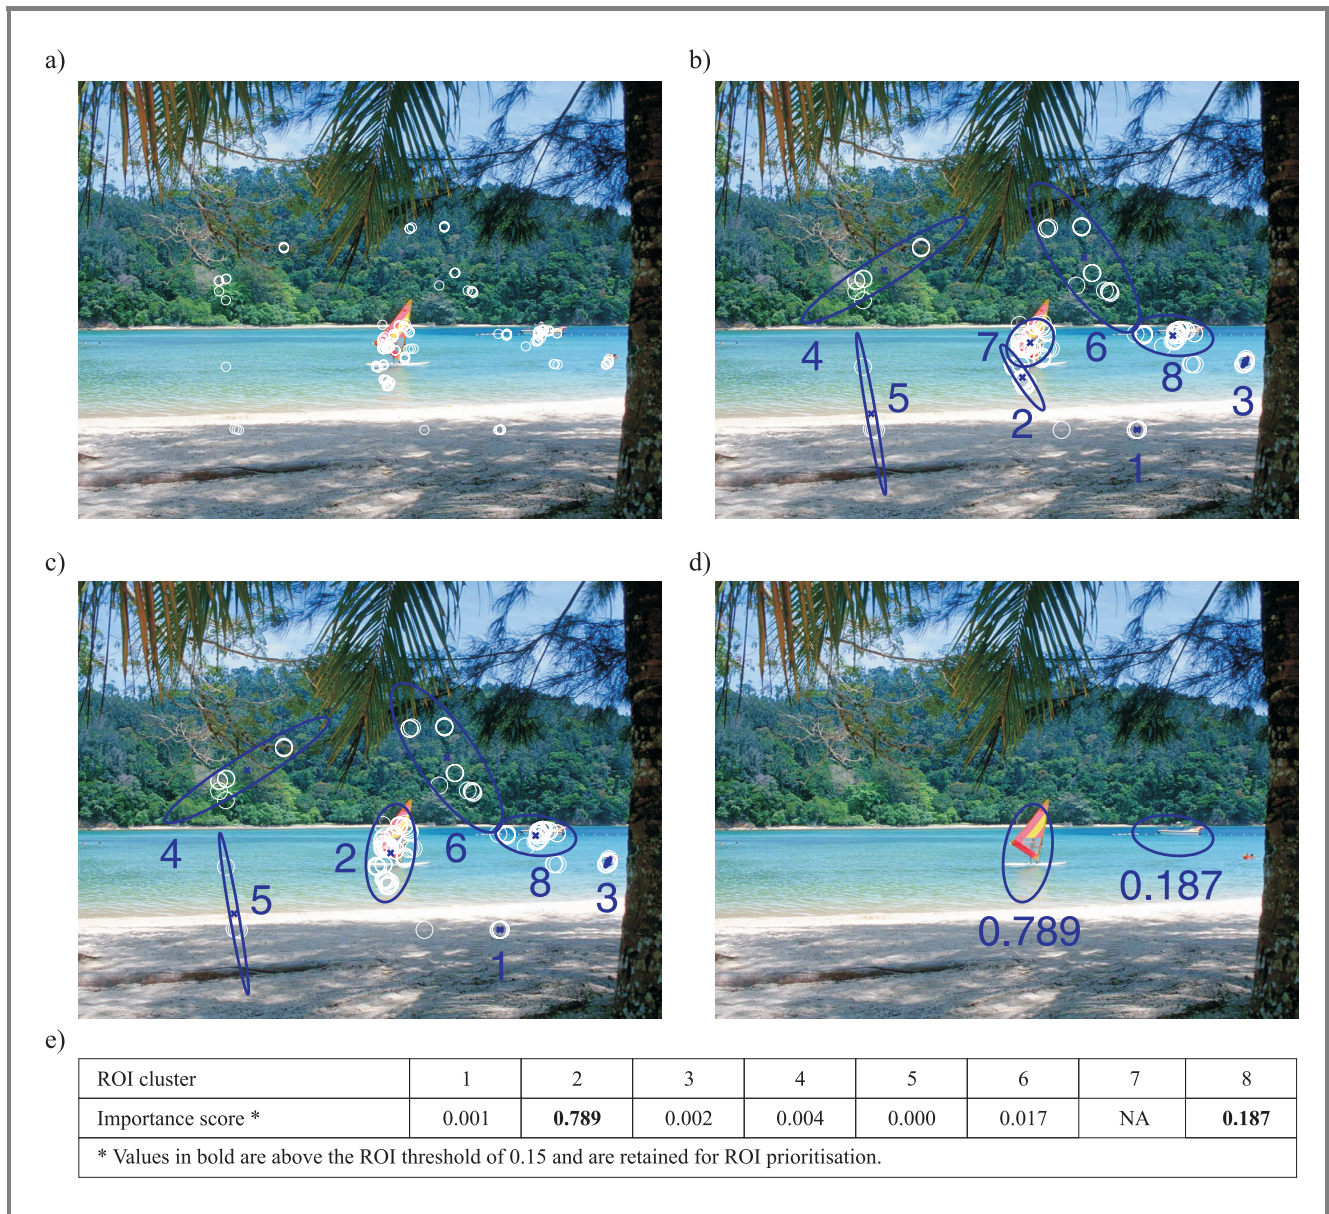 a)
b)
4
5
7
2
6
8
3
1
c)
d)
4
5
2
6
8
3
1
0.789
0.187
e)
ROI cluster 1 2 3 4 5 6 7 8
Importance score * 0.001 0.789 0.002 0.004 0.000 0.017 NA 0.187
* Values in bold are above the ROI threshold of 0.15 and are retained for ROI prioritisation.